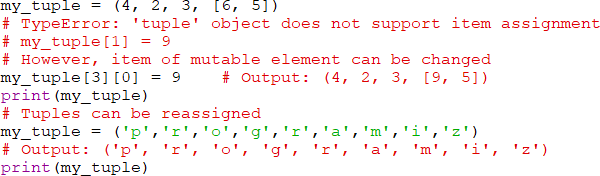 my_tuple = (4, 2, 3, [6, 5])
# TypeError: 'tuple' object does not support item assignment
# my_tuple[1] = 9
# However, item of mutable element can be changed
my_tuple[3][0] = 9    # Output: (4, 2, 3, [9, 5])
print(my_tuple)
# Tuples can be reassigned
my_tuple = ('p','r','o','g','r','a','m','i','z')
# Output: ('p', 'r', 'o', 'g', 'r', 'a', 'm', 'i', 'z')
print(my_tuple)